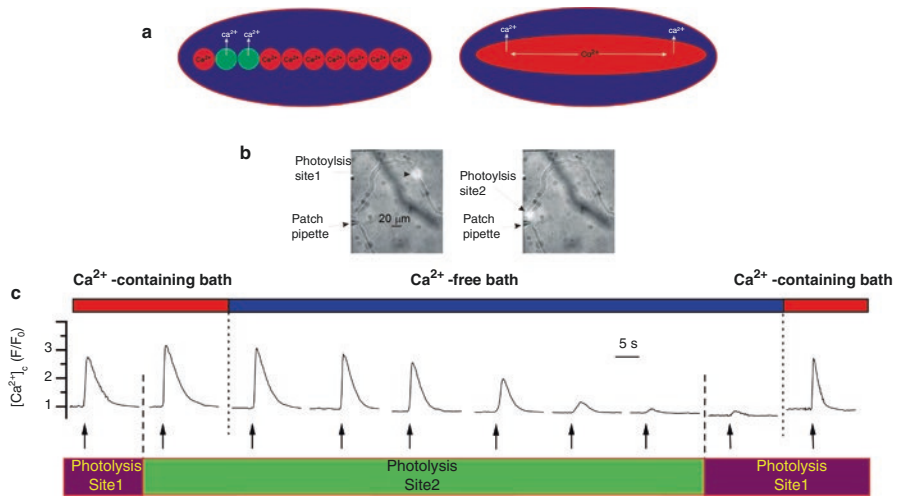 a
ca²⁺ ca²⁺
Ca²⁺ Ca²⁺ Ca²⁺ Ca²⁺ Ca²⁺ Ca²⁺ Ca²⁺ Ca²⁺
ca²⁺ ca²⁺
Ca²⁺
b
Photoylsis
site1
Patch
pipette
20 µm
Photoylsis
site2
Patch
pipette
Ca²⁺ -containing bath
Ca²⁺ -free bath
Ca²⁺ -containing bath
c
[Ca²⁺]c (F/F₀)
3
2
1
5 s
Photolysis
Site1
Photolysis
Site2
Photolysis
Site1